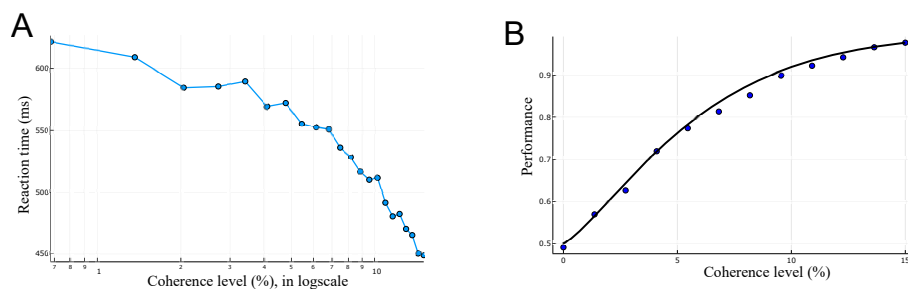 A
B
Reaction time (ms)
600
550
500
450
7 8 9 1 2 3 4 5 6 7 8 9 10
Coherence level (%), in logscale
Performance
0.9
0.8
0.7
0.6
0.5
0 5 10 15
Coherence level (%)